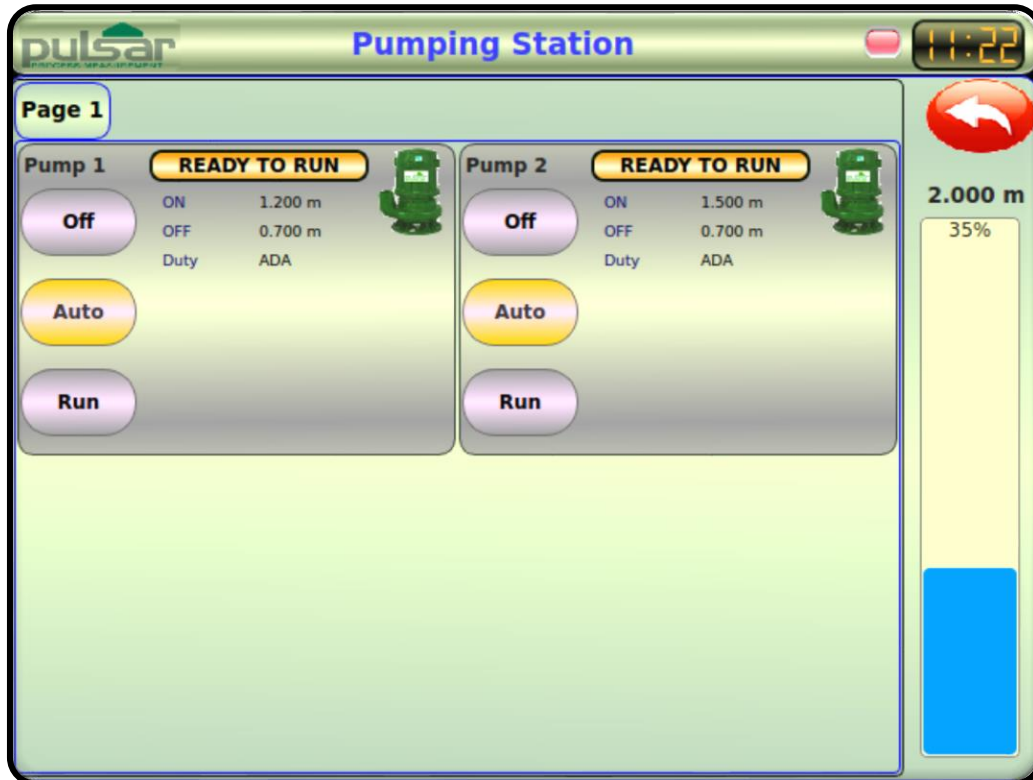 pulsar
PROCESS MEASUREMENT
Pumping Station
11:22
Page 1
Pump 1
READY TO RUN
Off
ON 1.200 m
OFF 0.700 m
Duty ADA
Auto
Run
Pump 2
READY TO RUN
Off
ON 1.500 m
OFF 0.700 m
Duty ADA
Auto
Run
2.000 m
35%